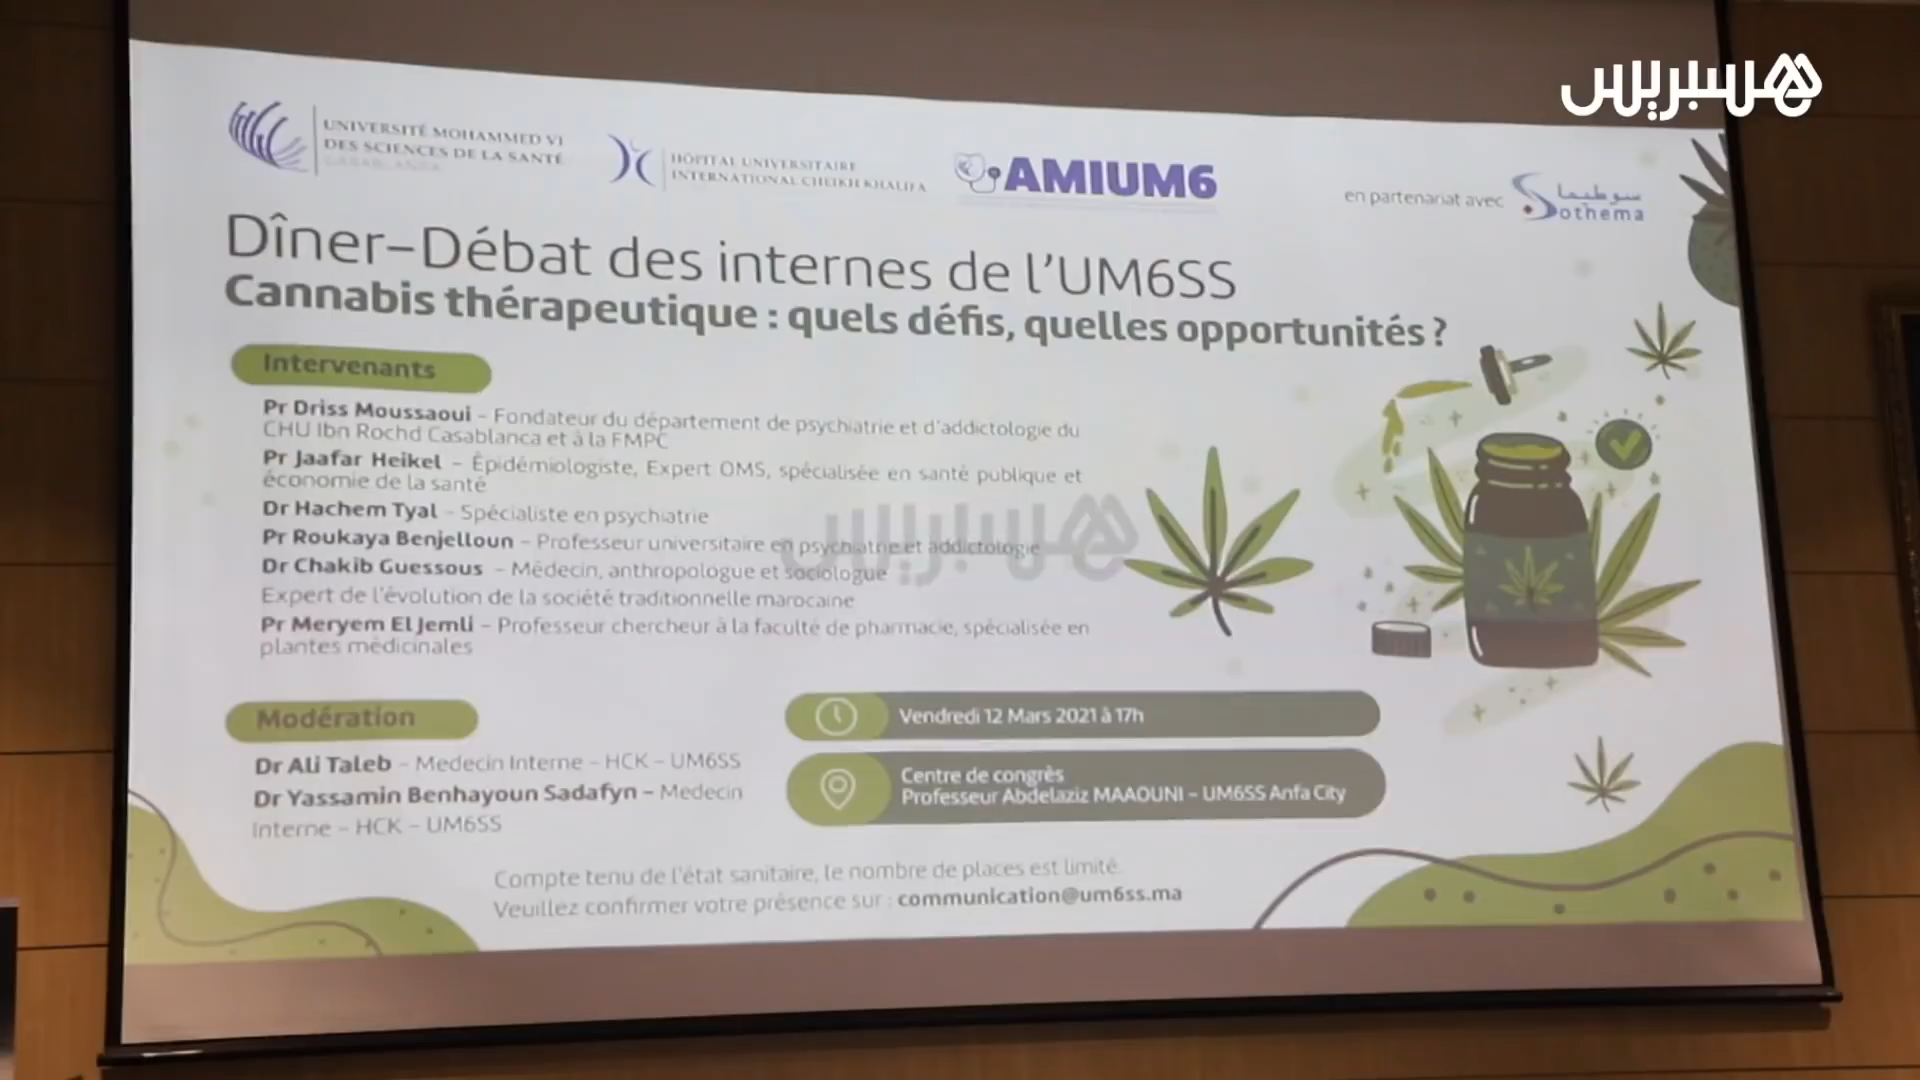 هسبريس
UNIVERSITÉ MOHAMMED VI
DES SCIENCES DE LA SANTÉ
CASABLANCA
HÔPITAL UNIVERSITAIRE
INTERNATIONAL CHEIKH KHALIFA
AMIUM6
en partenariat avec
سوطيما
Sothema
Dîner-Débat des internes de l'UM6SS
Cannabis thérapeutique : quels défis, quelles opportunités ?
Intervenants
Pr Driss Moussaoui - Fondateur du département de psychiatrie et d'addictologie du
CHU Ibn Rochd Casablanca et à la FMPC
Pr Jaafar Heikel - Épidémiologiste, Expert OMS, spécialisée en santé publique et
économie de la santé
Dr Hachem Tyal - Spécialiste en psychiatrie
Pr Roukaya Benjelloun - Professeur universitaire en psychiatrie et addictologie
Dr Chakib Guessous - Médecin, anthropologue et sociologue
Expert de l'évolution de la société traditionnelle marocaine
Pr Meryem El Jemli - Professeur chercheur à la faculté de pharmacie, spécialisée en
plantes médicinales
هسبريس
Modération
Dr Ali Taleb - Medecin Interne - HCK - UM6SS
Dr Yassamin Benhayoun Sadafyn - Medecin
Interne - HCK - UM6SS
Vendredi 12 Mars 2021 à 17h
Centre de congrès
Professeur Abdelaziz MAAOUNI - UM6SS Anfa City
Compte tenu de l'état sanitaire, le nombre de places est limité.
Veuillez confirmer votre présence sur : communication@um6ss.ma